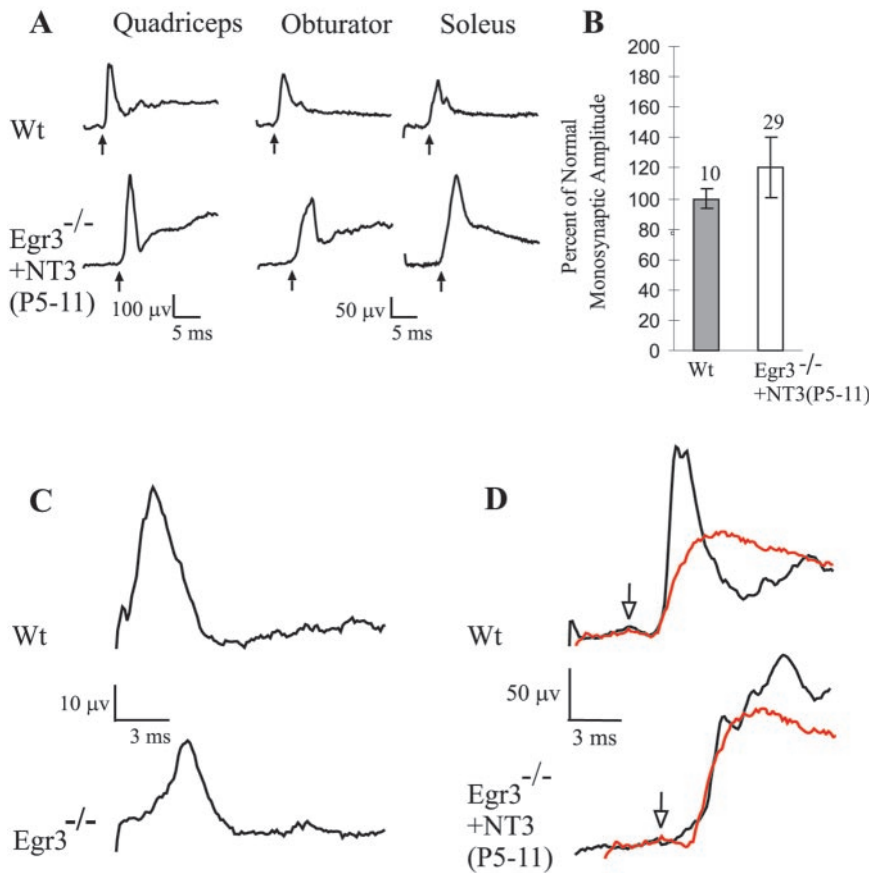 A
Quadriceps
Obturator
Soleus
Wt
Egr3-/-
+NT3
(P5-11)
100 μv
5 ms
50 μv
5 ms
B
Percent of Normal
Monosynaptic Amplitude
200
180
160
140
120
100
80
60
40
20
0
10
29
Wt
Egr3-/-
+NT3(P5-11)
C
Wt
10 μv
3 ms
Egr3-/-
D
Wt
50 μv
3 ms
Egr3-/-
+NT3
(P5-11)